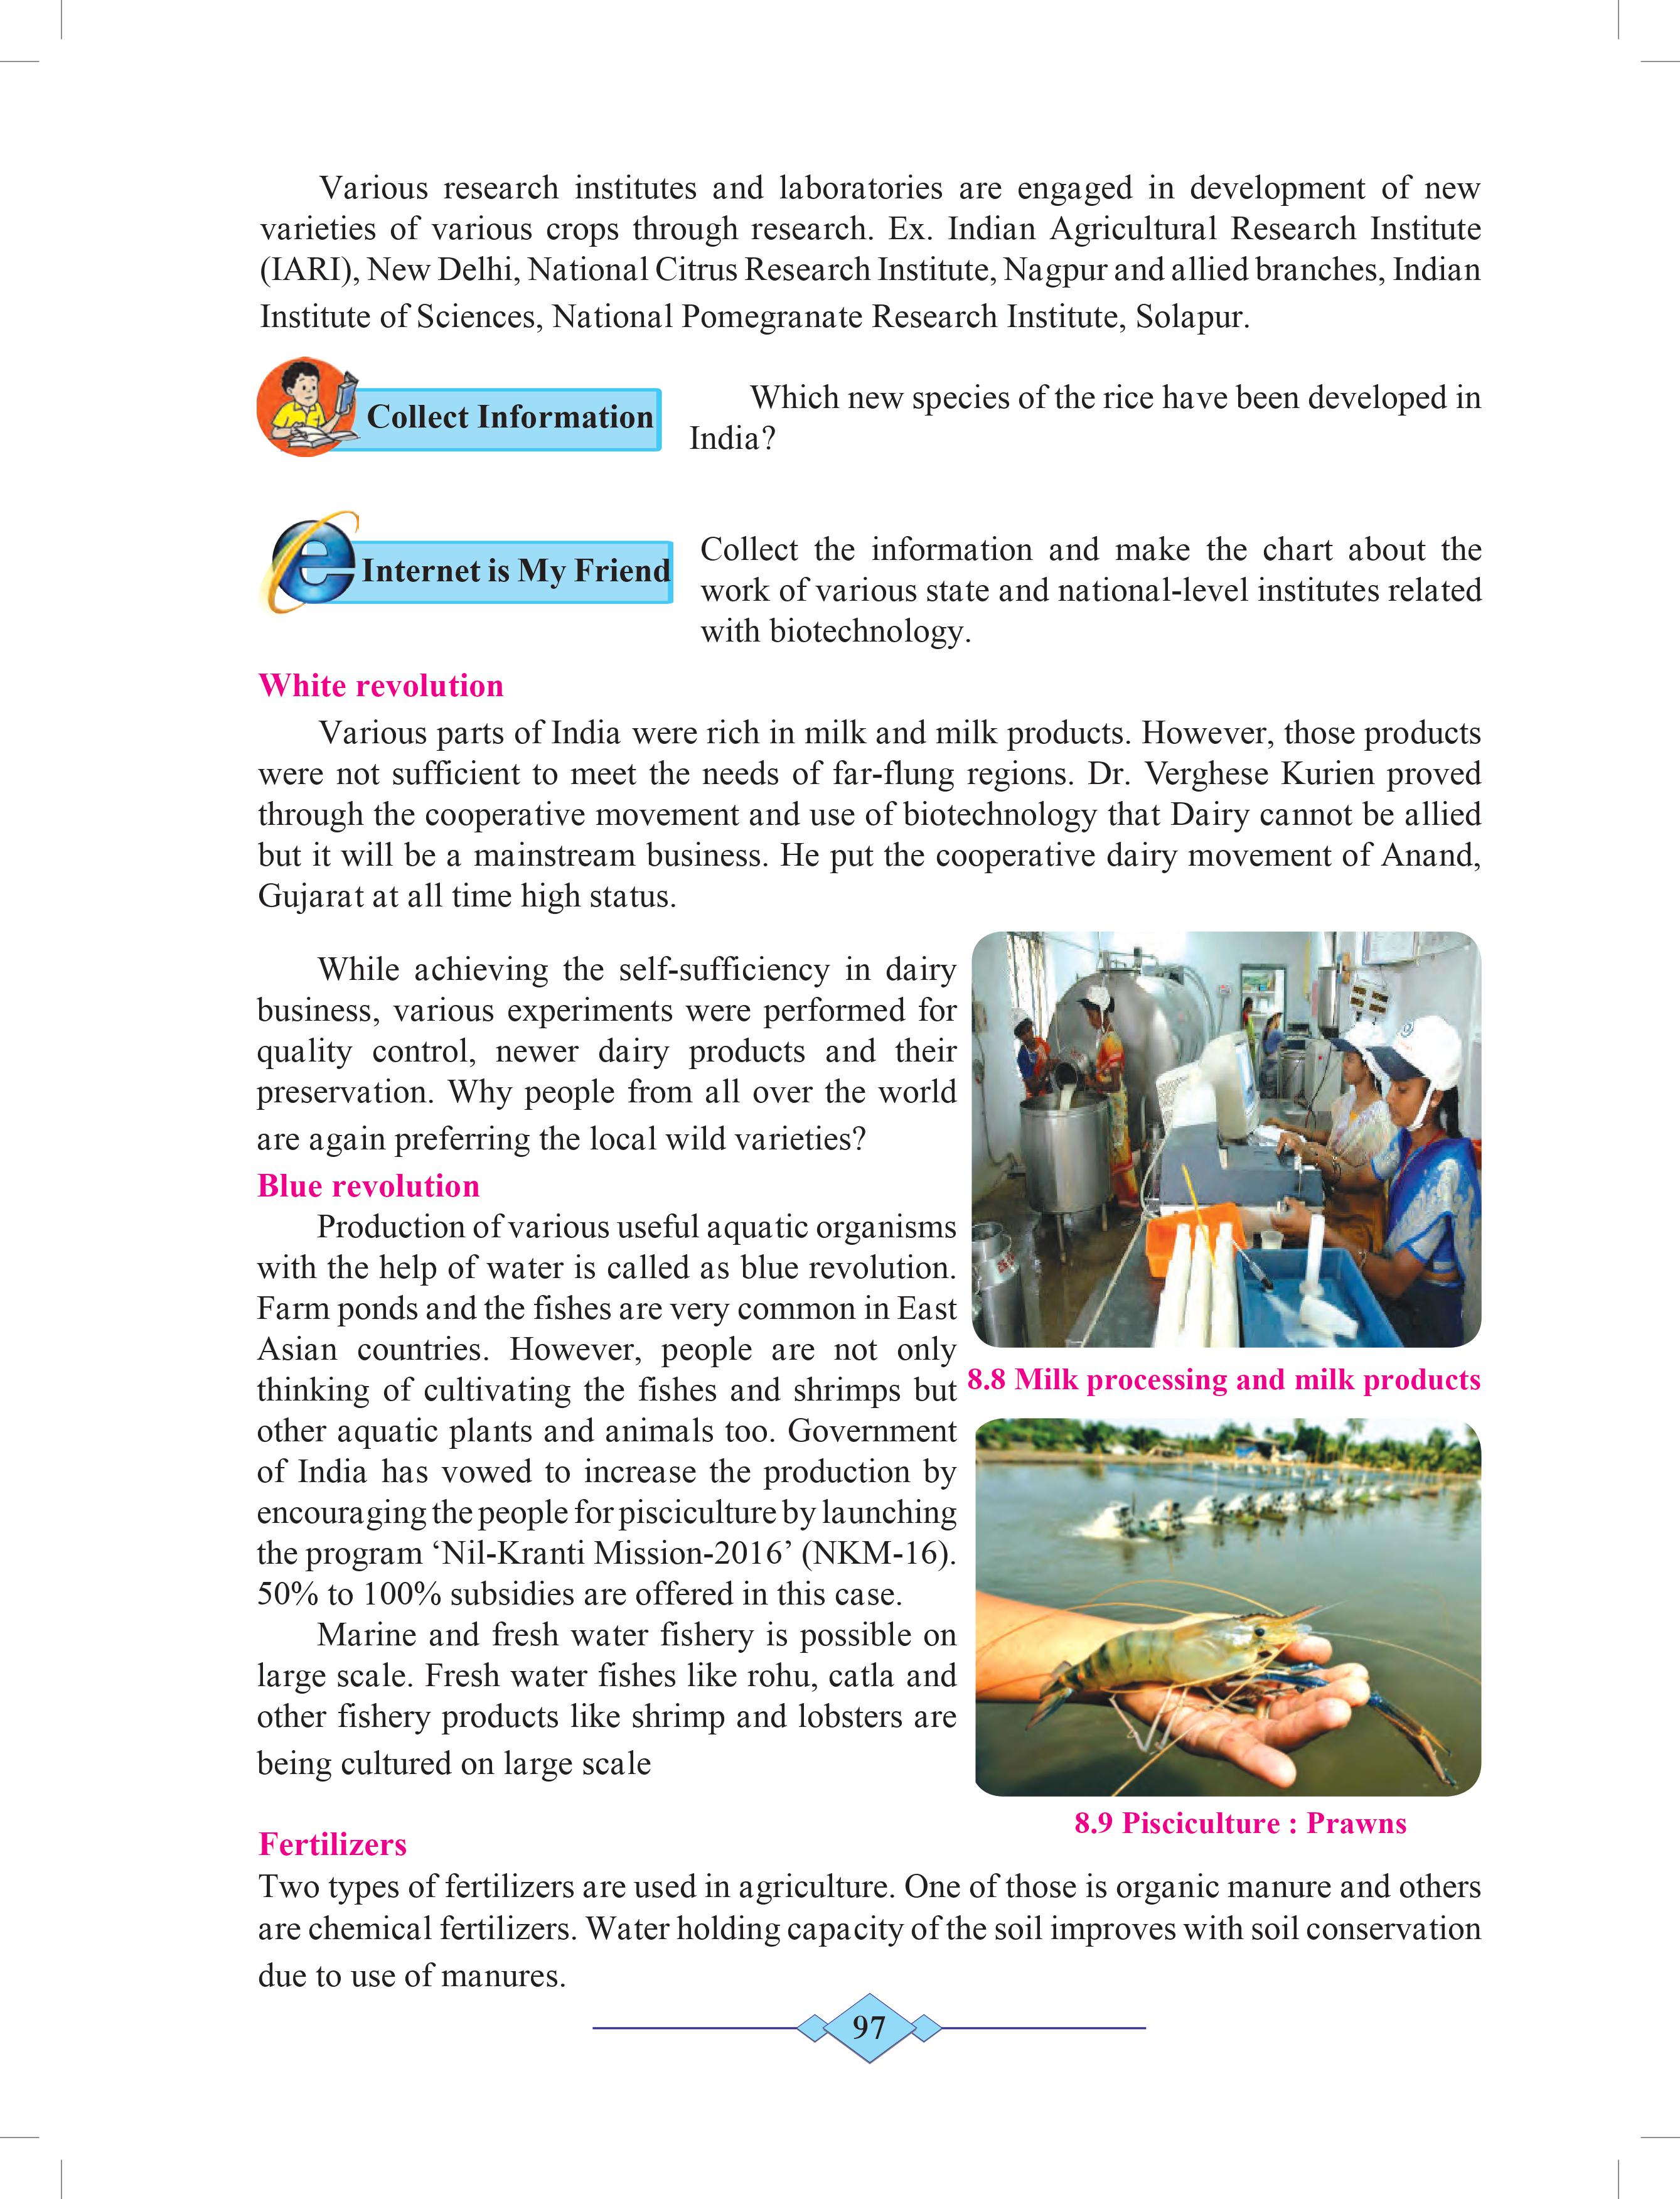 Various research institutes and laboratories are engaged in development of new
varieties of various crops through research. Ex. Indian Agricultural Research Institute
(IARI), New Delhi, National Citrus Research Institute, Nagpur and allied branches, Indian
Institute of Sciences, National Pomegranate Research Institute, Solapur.
Collect Information
Which new species of the rice have been developed in
India?
Internet is My Friend
Collect the information and make the chart about the
work of various state and national-level institutes related
with biotechnology.
White revolution
Various parts of India were rich in milk and milk products. However, those products
were not sufficient to meet the needs of far-flung regions. Dr. Verghese Kurien proved
through the cooperative movement and use of biotechnology that Dairy cannot be allied
but it will be a mainstream business. He put the cooperative dairy movement of Anand,
Gujarat at all time high status.
While achieving the self-sufficiency in dairy
business, various experiments were performed for
quality control, newer dairy products and their
preservation. Why people from all over the world
are again preferring the local wild varieties?
Blue revolution
Production of various useful aquatic organisms
with the help of water is called as blue revolution.
Farm ponds and the fishes are very common in East
Asian countries. However, people are not only
thinking of cultivating the fishes and shrimps but
other aquatic plants and animals too. Government
of India has vowed to increase the production by
encouraging the people for pisciculture by launching
the program ‘Nil-Kranti Mission-2016’ (NKM-16).
50% to 100% subsidies are offered in this case.
Marine and fresh water fishery is possible on
large scale. Fresh water fishes like rohu, catla and
other fishery products like shrimp and lobsters are
being cultured on large scale
8.8 Milk processing and milk products
8.9 Pisciculture : Prawns
Fertilizers
Two types of fertilizers are used in agriculture. One of those is organic manure and others
are chemical fertilizers. Water holding capacity of the soil improves with soil conservation
due to use of manures.
97